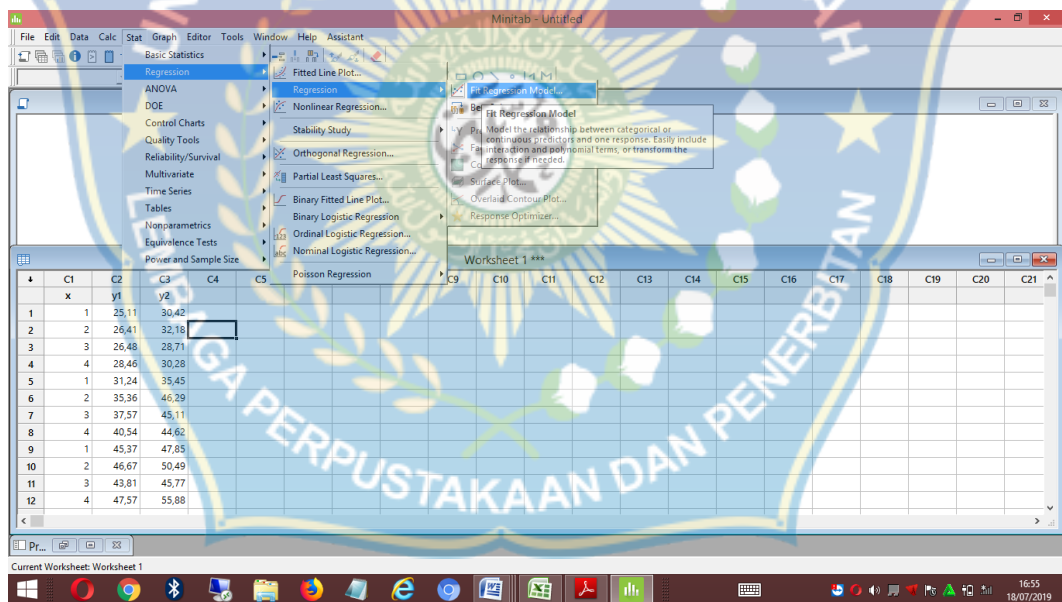 Minitab - Untitled
File Edit Data Calc Stat Graph Editor Tools Window Help Assistant
Basic Statistics
Regression
ANOVA
DOE
Control Charts
Quality Tools
Reliability/Survival
Multivariate
Time Series
Tables
Nonparametrics
Equivalence Tests
Power and Sample Size
Fitted Line Plot...
Regression
Nonlinear Regression...
Stability Study
Orthogonal Regression...
Partial Least Squares...
Binary Fitted Line Plot...
Binary Logistic Regression
Ordinal Logistic Regression...
Nominal Logistic Regression...
Poisson Regression
Fit Regression Model...
Fit Regression Model
Model the relationship between categorical or
continuous predictors and one response. Easily include
interaction and polynomial terms, or transform the
response if needed.
Surface Plot...
Overlaid Contour Plot...
Response Optimizer...
Worksheet 1 ***
C1 C2 C3 C4 C5 C9 C10 C11 C12 C13 C14 C15 C16 C17 C18 C19 C20 C21
x y1 y2
1 1 25,11 30,42
2 2 26,41 32,18
3 3 26,48 28,71
4 4 28,46 30,28
5 1 31,24 35,45
6 2 35,36 46,29
7 3 37,57 45,11
8 4 40,54 44,62
9 1 45,37 47,85
10 2 46,67 50,49
11 3 43,81 45,77
12 4 47,57 55,88
LEMBAGA PERPUSTAKAAN DAN PENERBITAN
Pr...
Current Worksheet: Worksheet 1
16:55
18/07/2019